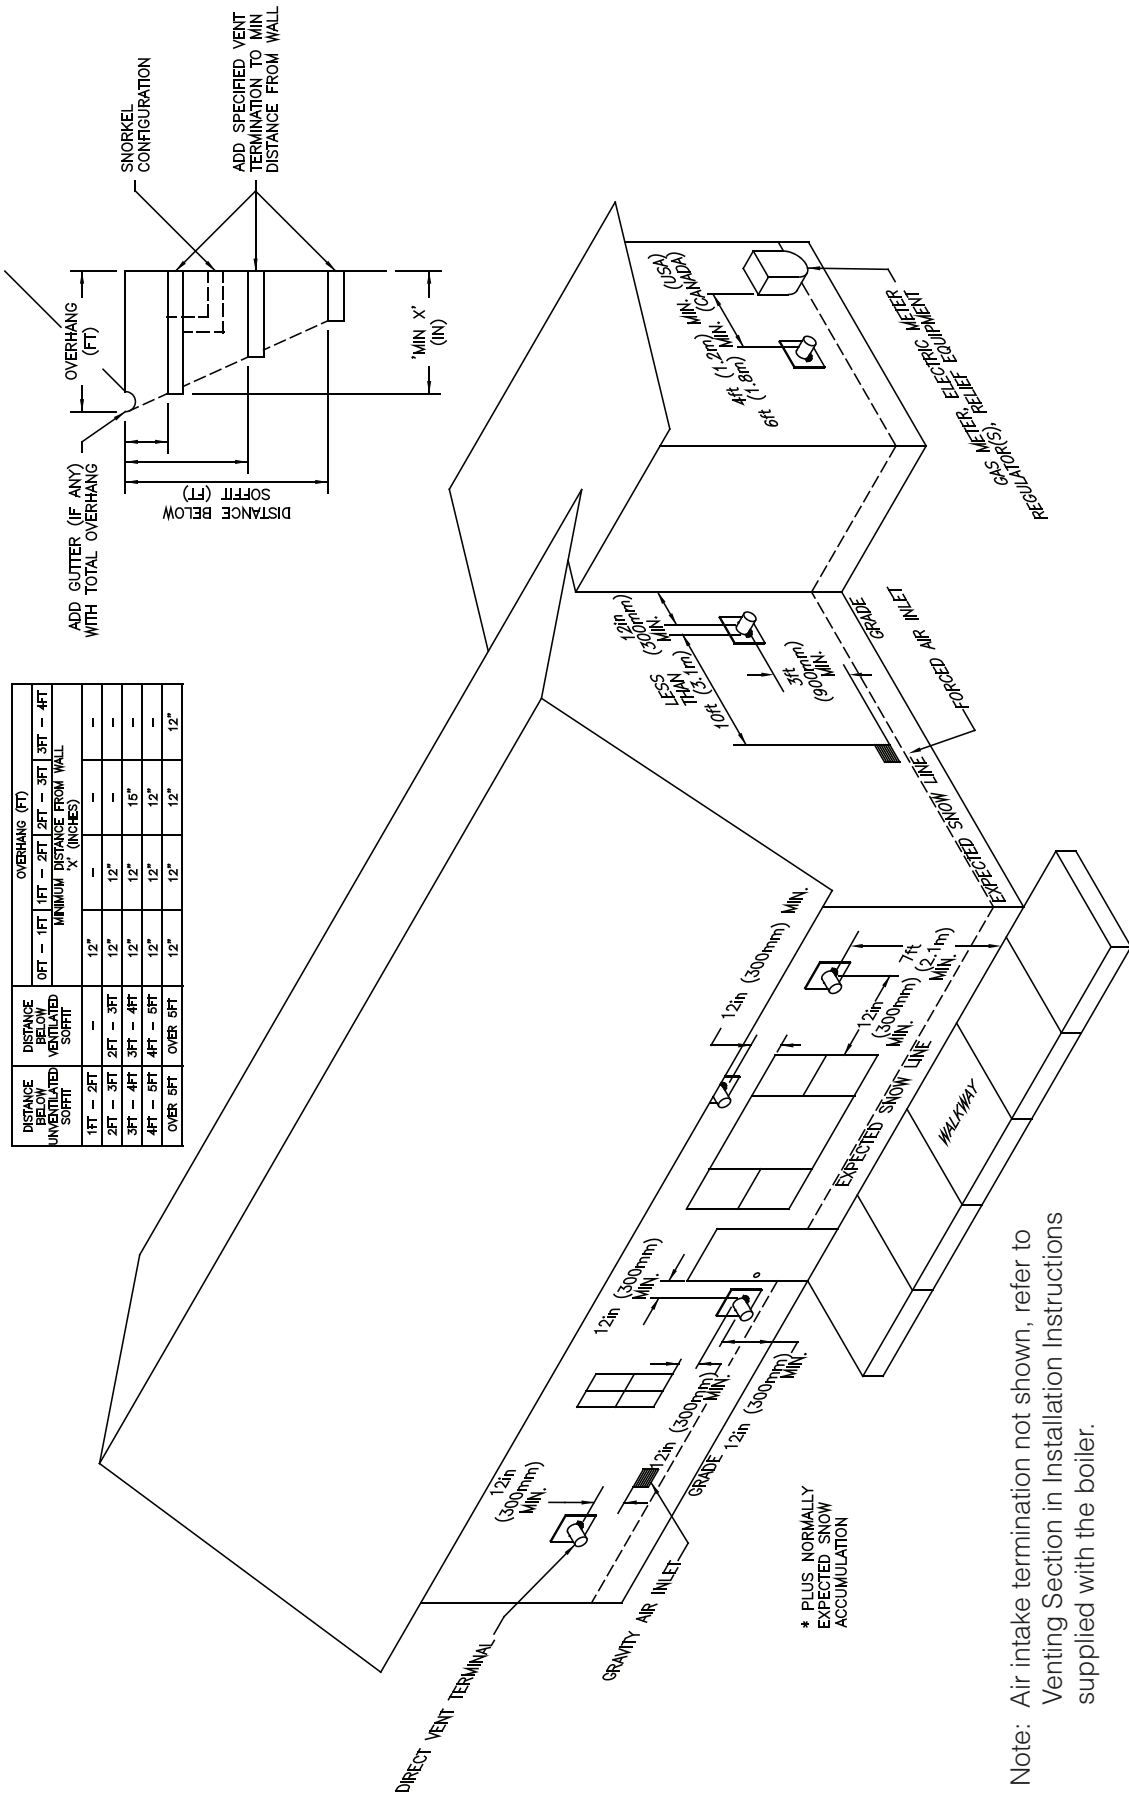 OVERHANG (FT)
DISTANCE
BELOW
UNVENTILATED
SOFFIT
DISTANCE
BELOW
VENTILATED
SOFFIT
0FT - 1FT 1FT - 2FT 2FT - 3FT 3FT - 4FT
MINIMUM DISTANCE FROM WALL
'X' (INCHES)
1FT - 2FT - 12" - - -
2FT - 3FT 2FT - 3FT 12" 12" - -
3FT - 4FT 3FT - 4FT 12" 12" 15" -
4FT - 5FT 4FT - 5FT 12" 12" 12" -
OVER 5FT OVER 5FT 12" 12" 12" 12"
ADD GUTTER (IF ANY)
WITH TOTAL OVERHANG
OVERHANG
(FT)
SNORKEL
CONFIGURATION
ADD SPECIFIED VENT
TERMINATION TO MIN
DISTANCE FROM WALL
DISTANCE BELOW
SOFFIT (FT)
'MIN X'
(IN)
DIRECT VENT TERMINAL
12in
(300mm)
MIN.
GRAVITY AIR INLET
12in (300mm)
MIN.
12in (300mm)
MIN.
GRADE
12in (300mm)
MIN.
12in (300mm) MIN.
EXPECTED SNOW LINE
12in
(300mm)
MIN.
7ft
(2.1m)
MIN.
WALKWAY
EXPECTED SNOW LINE
FORCED AIR INLET
GRADE
LESS
THAN
10ft (3.1m)
12in
(300mm)
MIN.
3ft
(900mm)
MIN.
4ft (1.2m) MIN. (USA)
6ft (1.8m) MIN. (CANADA)
GAS METER, ELECTRIC METER
REGULATOR(S), RELIEF EQUIPMENT
* PLUS NORMALLY
EXPECTED SNOW
ACCUMULATION
Note: Air intake termination not shown, refer to
Venting Section in Installation Instructions
supplied with the boiler.